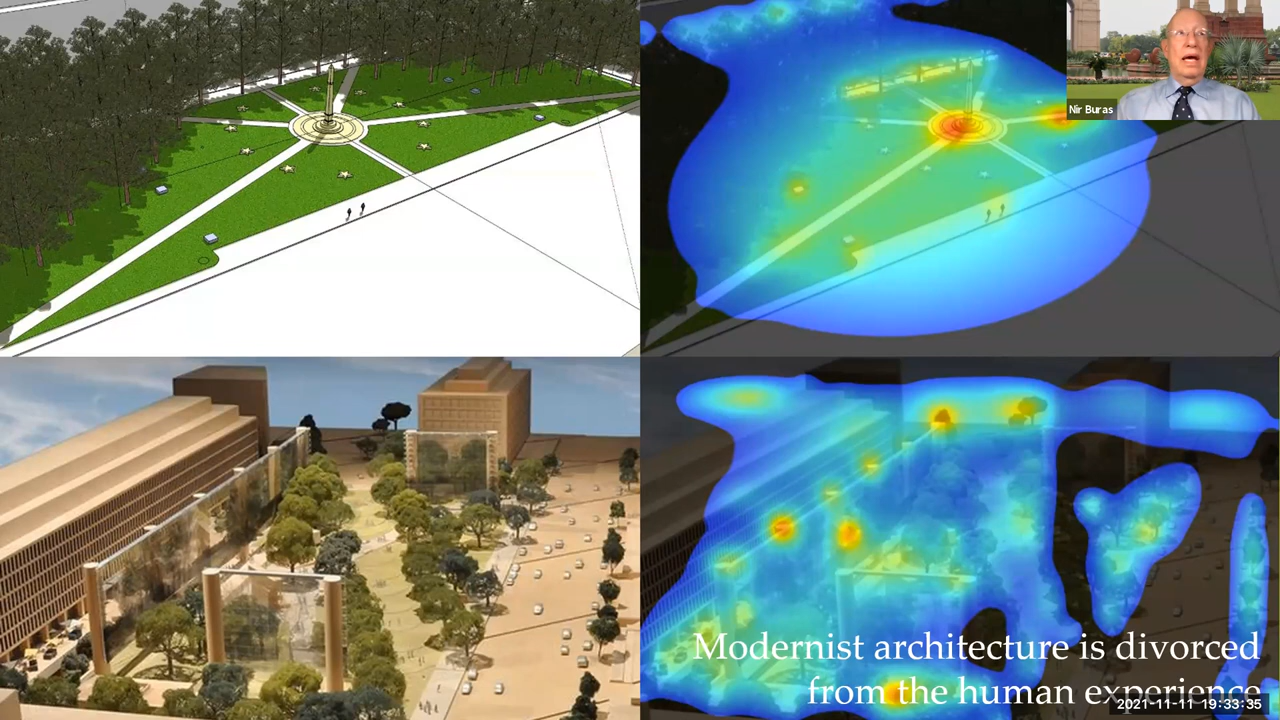 Nir Buras
Modernist architecture is divorced
from the human experience
2021-11-11 19:33:35